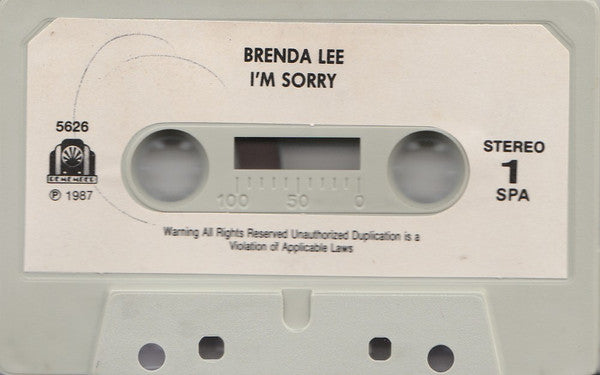 BRENDA LEE
I'M SORRY
5626
REMEMBER
℗ 1987
STEREO
1
SPA
100 50 0
Warning All Rights Reserved Unauthorized Duplication is a
Violation of Applicable Laws